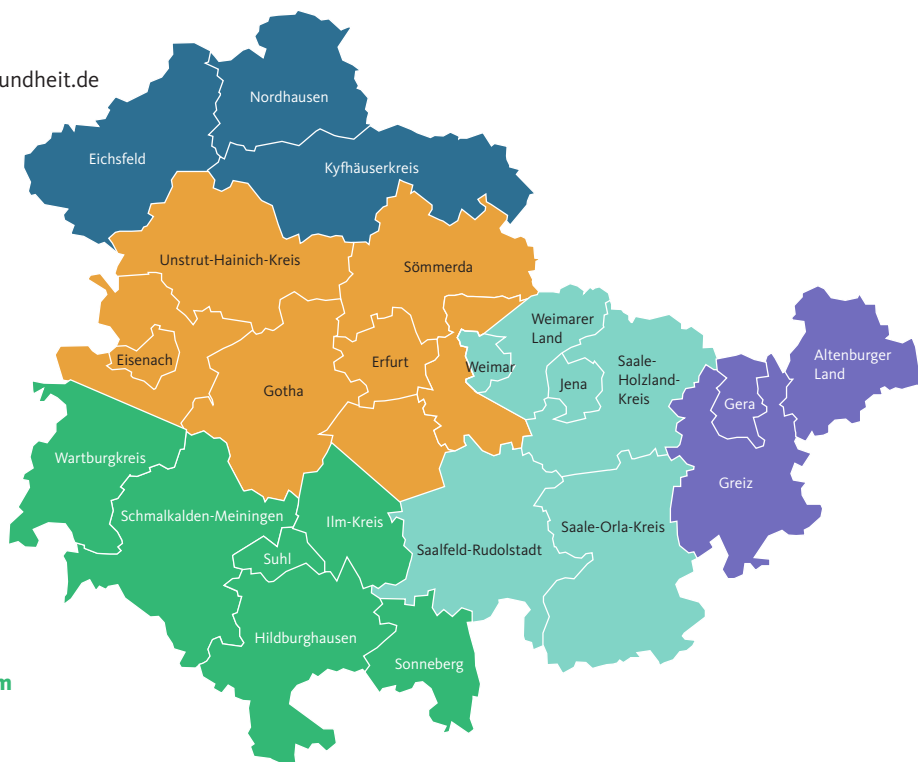 undheit.de
Nordhausen
Eichsfeld
Kyfhäuserkreis
Unstrut-Hainich-Kreis
Sömmerda
Weimarer
Land
Altenburger
Land
Eisenach
Erfurt
Weimar
Saale-
Holzland-
Kreis
Jena
Gotha
Gera
Wartburgkreis
Greiz
Schmalkalden-Meiningen
Ilm-Kreis
Saale-Orla-Kreis
Saalfeld-Rudolstadt
Suhl
Hildburghausen
Sonneberg
m